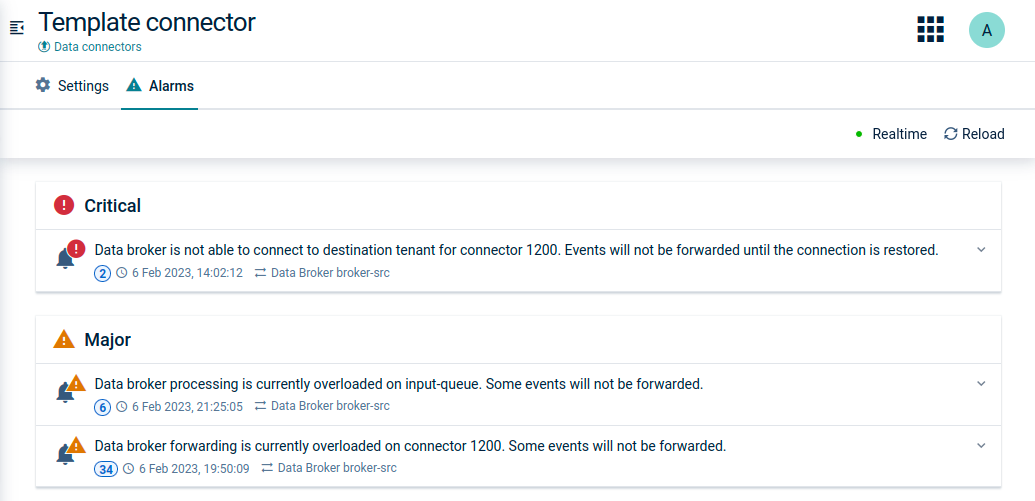 Template connector
A
Data connectors
Settings
Alarms
Realtime
Reload
Critical
Data broker is not able to connect to destination tenant for connector 1200. Events will not be forwarded until the connection is restored.
2 6 Feb 2023, 14:02:12 Data Broker broker-src
Major
Data broker processing is currently overloaded on input-queue. Some events will not be forwarded.
6 6 Feb 2023, 21:25:05 Data Broker broker-src
Data broker forwarding is currently overloaded on connector 1200. Some events will not be forwarded.
34 6 Feb 2023, 19:50:09 Data Broker broker-src